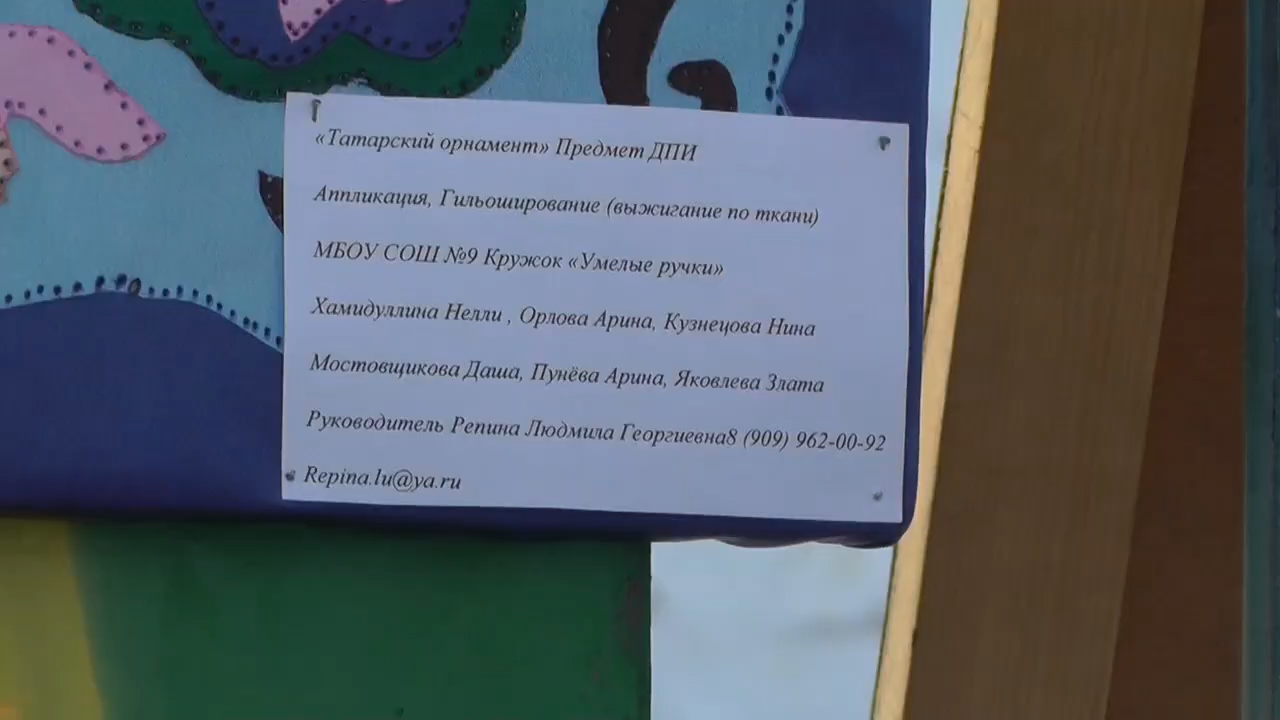 «Татарский орнамент» Предмет ДПИ
Аппликация, Гильоширование (выжигание по ткани)
МБОУ СОШ №9 Кружок «Умелые ручки»
Хамидуллина Нелли , Орлова Арина, Кузнецова Нина
Мостовщикова Даша, Пунёва Арина, Яковлева Злата
Руководитель Репина Людмила Георгиевна8 (909) 962-00-92
Repina.lu@ya.ru